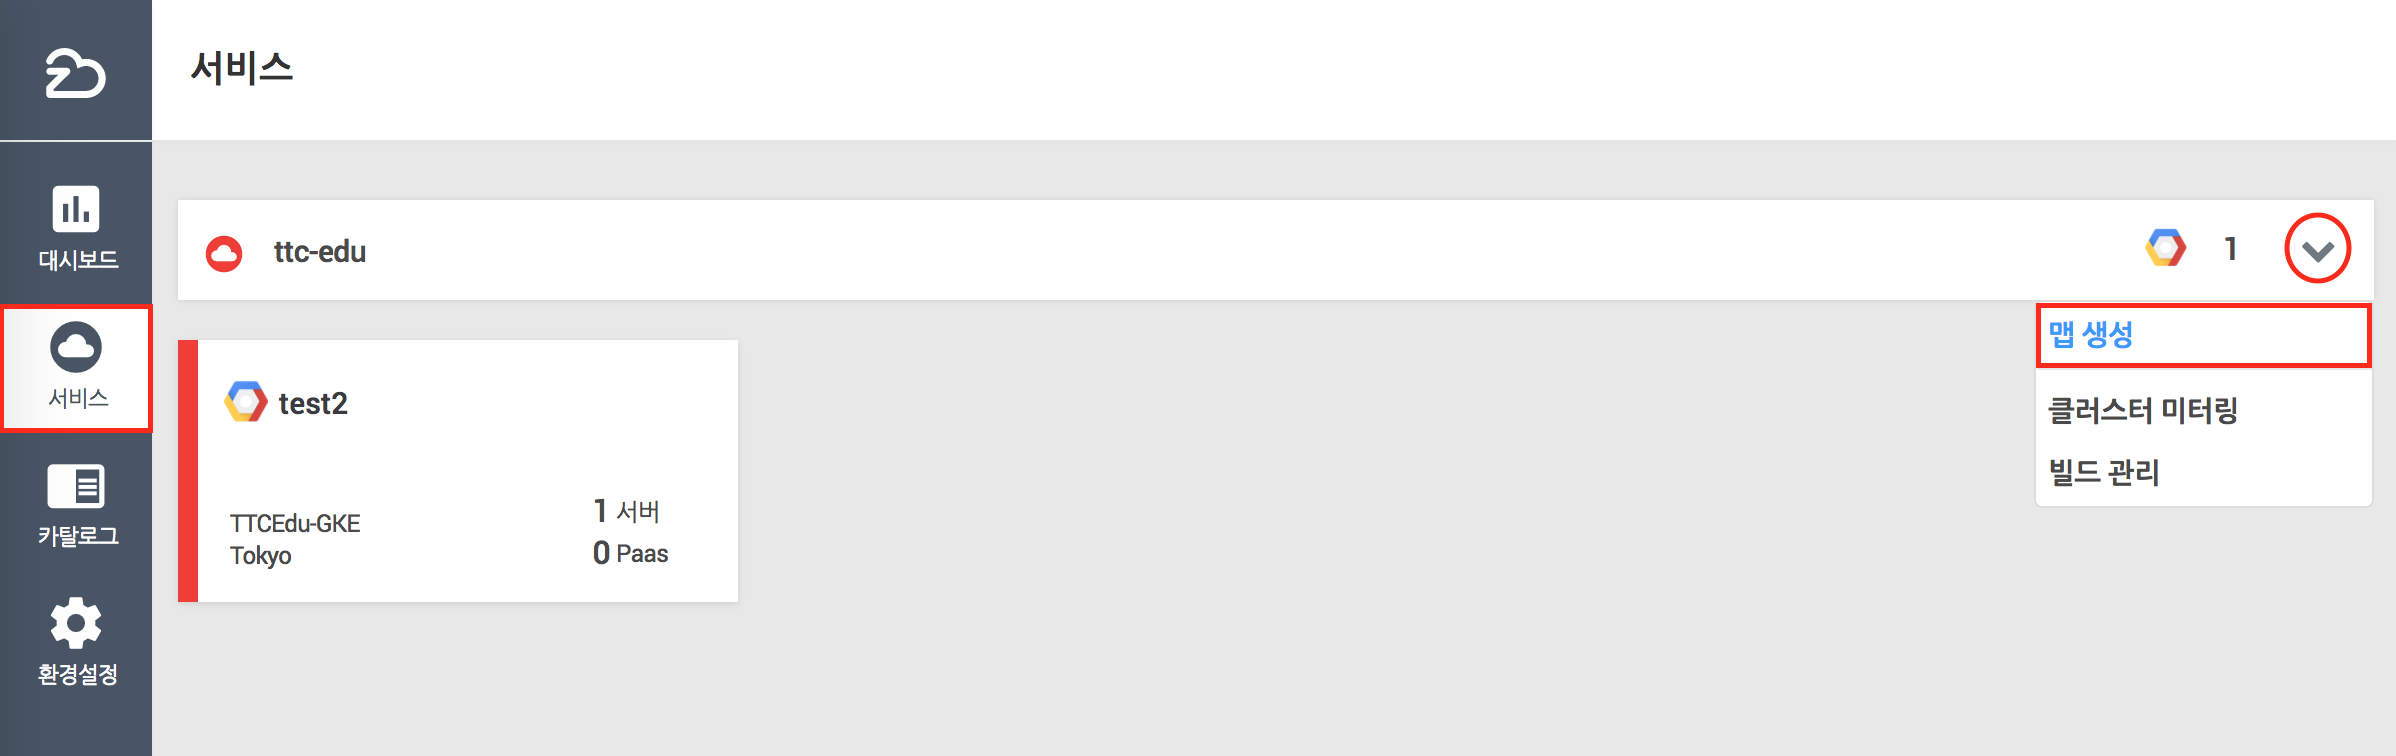 서비스
대시보드
서비스
카탈로그
환경설정
ttc-edu
1
맵 생성
클러스터 미터링
빌드 관리
test2
TTCEdu-GKE
Tokyo
1 서버
0 Paas